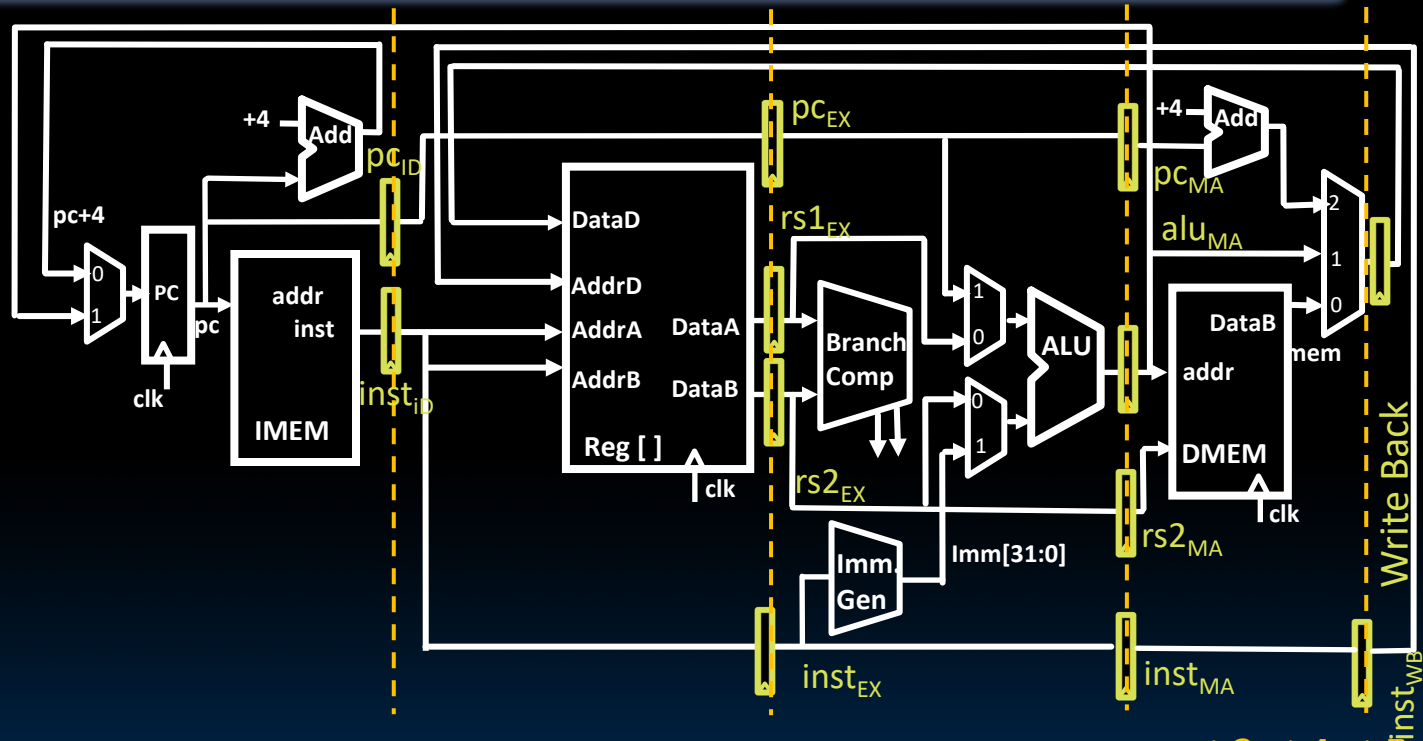 +4
Add
pc_ID
pc+4
0
1
PC
clk
pc
addr
inst
IMEM
inst_iD
DataD
AddrD
AddrA
AddrB
DataA
DataB
Reg [ ]
clk
pc_EX
rs1_EX
Branch
Comp
rs2_EX
1
0
0
1
ALU
Imm.
Gen
Imm[31:0]
inst_EX
+4
Add
pc_MA
alu_MA
2
1
0
DataB
mem
addr
DMEM
clk
rs2_MA
inst_MA
Write Back
inst_WB